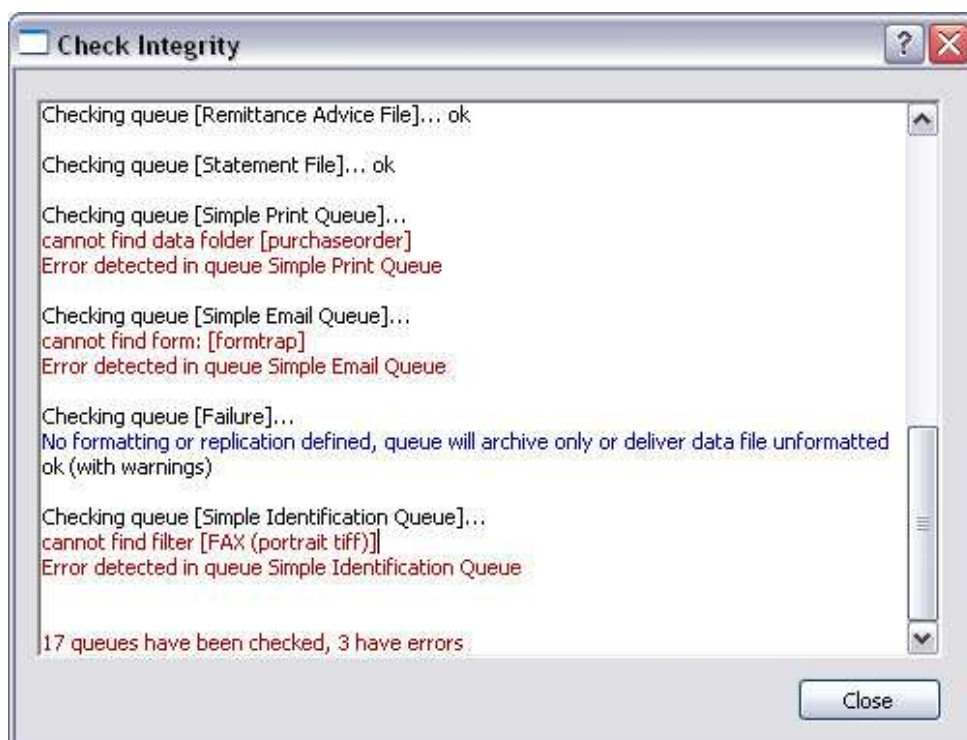 Check Integrity
Checking queue [Remittance Advice File]... ok
Checking queue [Statement File]... ok
Checking queue [Simple Print Queue]...
cannot find data folder [purchaseorder]
Error detected in queue Simple Print Queue
Checking queue [Simple Email Queue]...
cannot find form: [formtrap]
Error detected in queue Simple Email Queue
Checking queue [Failure]...
No formatting or replication defined, queue will archive only or deliver data file unformatted
ok (with warnings)
Checking queue [Simple Identification Queue]...
cannot find filter [FAX (portrait tiff)]
Error detected in queue Simple Identification Queue
17 queues have been checked, 3 have errors
Close